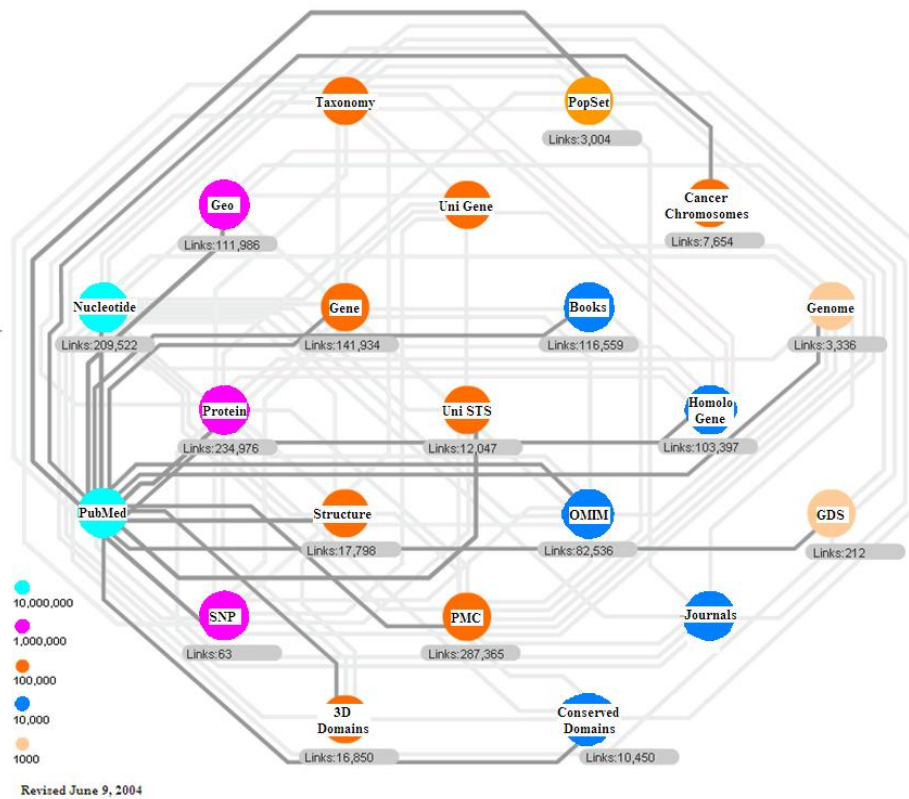 Taxonomy
PopSet
Links:3,004
Geo
Links:111,986
Uni Gene
Cancer
Chromosomes
Links:7,654
Nucleotide
Links:209,522
Gene
Links:141,934
Books
Links:116,559
Genome
Links:3,336
Protein
Links:234,976
Uni STS
Links:12,047
Homolo
Gene
Links:103,397
PubMed
Structure
Links:17,798
OMIM
Links:82,536
GDS
Links:212
SNP
Links:63
PMC
Links:287,365
Journals
3D
Domains
Links:16,850
Conserved
Domains
Links:10,450
10,000,000
1,000,000
100,000
10,000
1000
Revised June 9, 2004